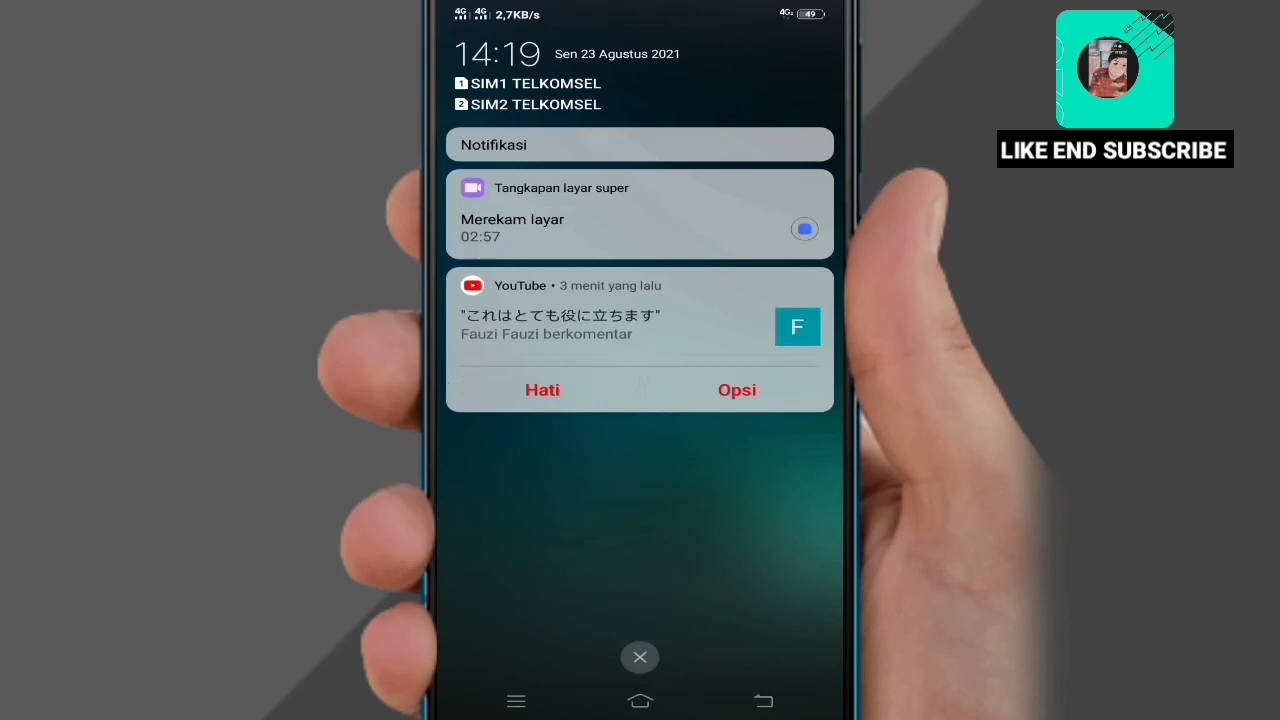 4G 4G 2,7KB/s
4G 49
14:19 Sen 23 Agustus 2021
1 SIM1 TELKOMSEL
2 SIM2 TELKOMSEL
Notifikasi
Tangkapan layar super
Merekam layar
02:57
YouTube • 3 menit yang lalu
"これはとても役に立ちます"
Fauzi Fauzi berkomentar
F
Hati
Opsi
LIKE END SUBSCRIBE